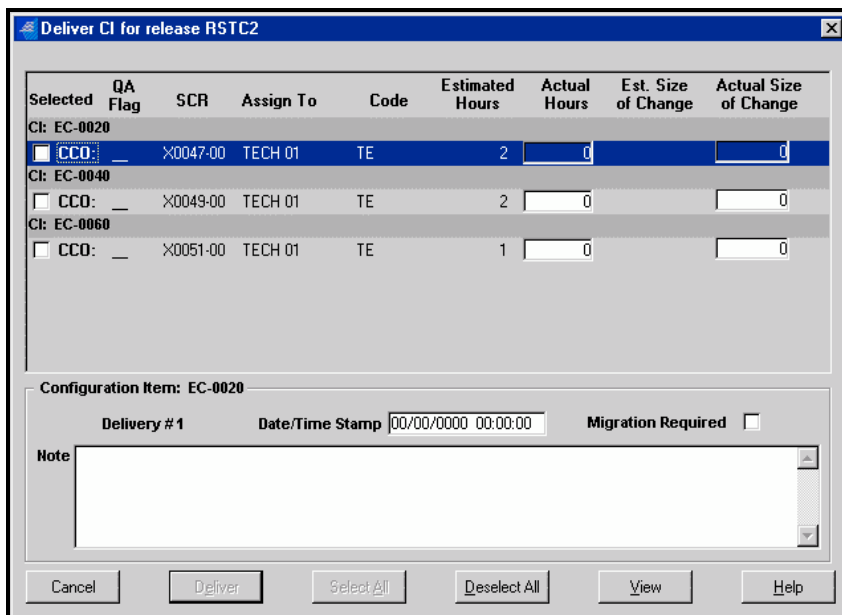 Deliver CI for release RSTC2
Selected QA Flag SCR Assign To Code Estimated Hours Actual Hours Est. Size of Change Actual Size of Change
CI: EC-0020
CCO: __ X0047-00 TECH 01 TE 2 0 0
CI: EC-0040
CCO: __ X0049-00 TECH 01 TE 2 0 0
CI: EC-0060
CCO: __ X0051-00 TECH 01 TE 1 0 0
Configuration Item: EC-0020
Delivery # 1 Date/Time Stamp 00/00/0000 00:00:00 Migration Required
Note
Cancel Deliver Select All Deselect All View Help